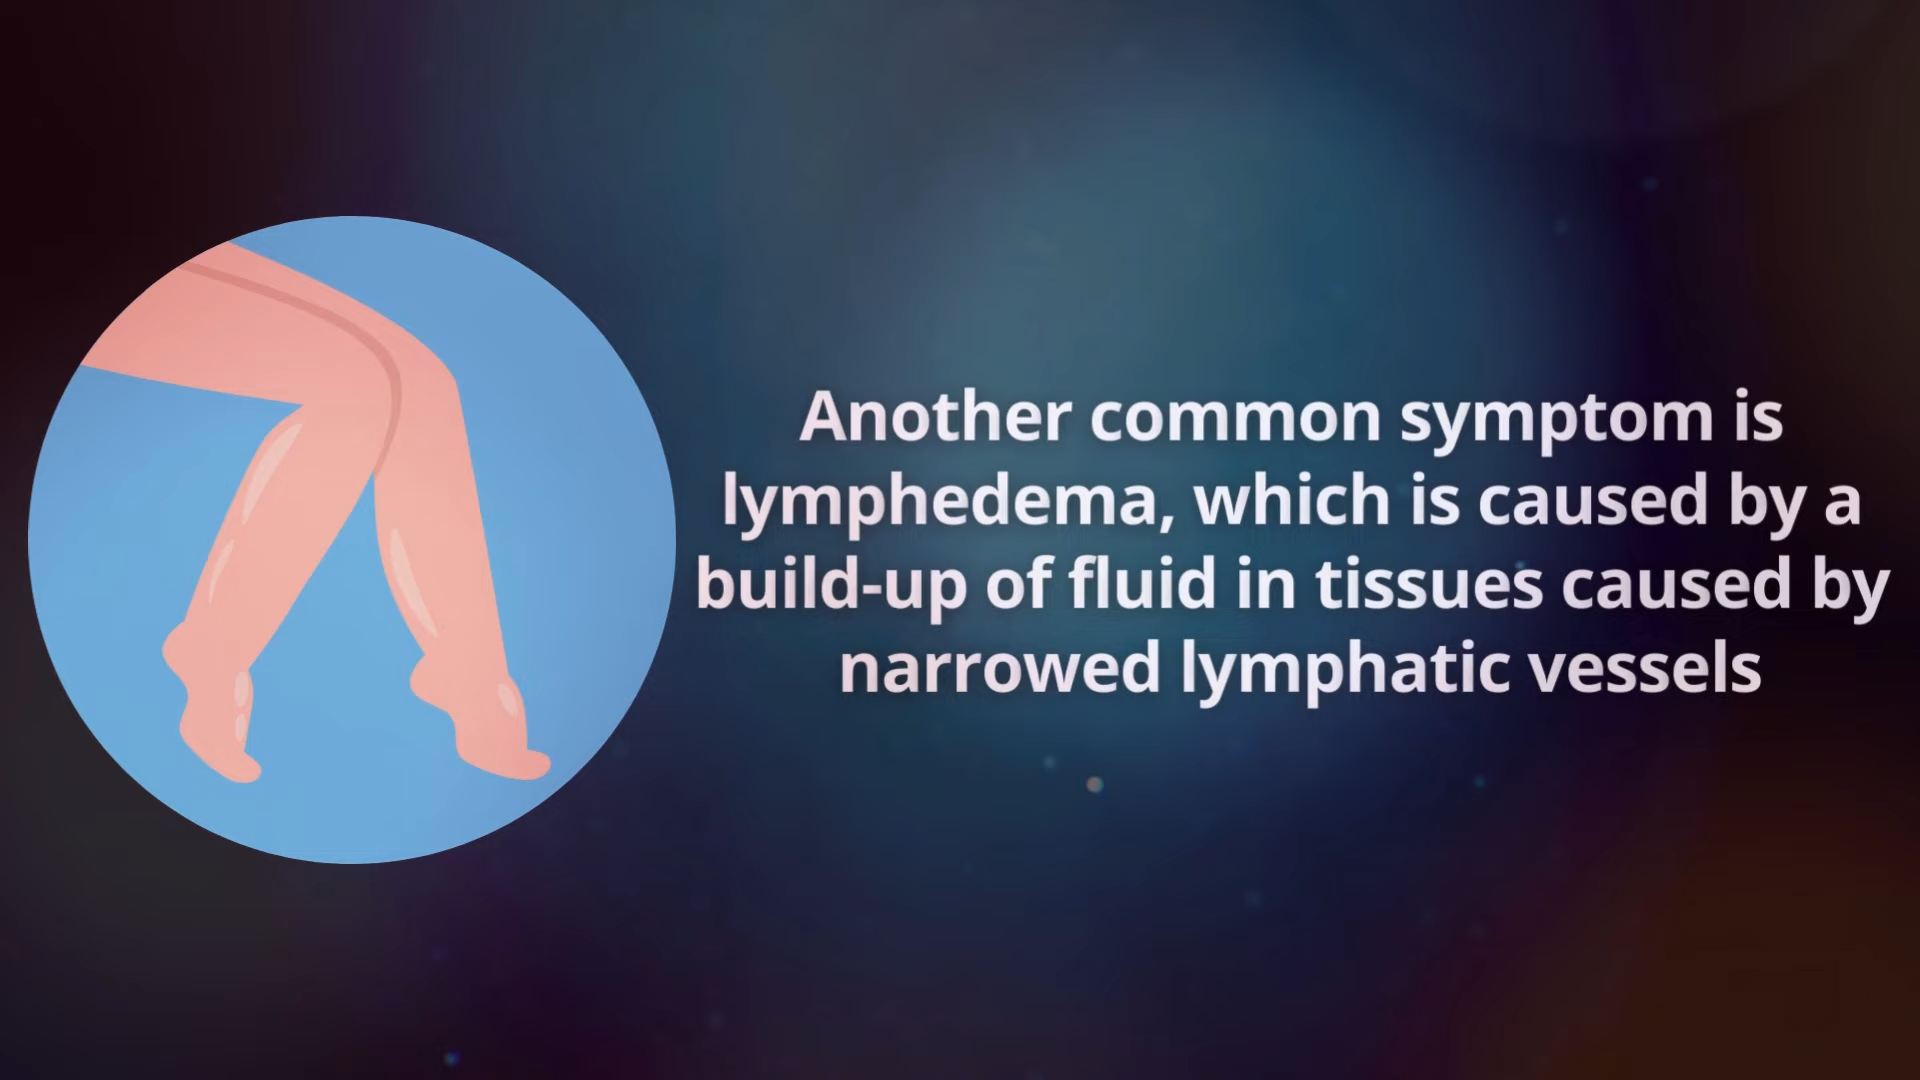 Another common symptom is
lymphedema, which is caused by a
build-up of fluid in tissues caused by
narrowed lymphatic vessels